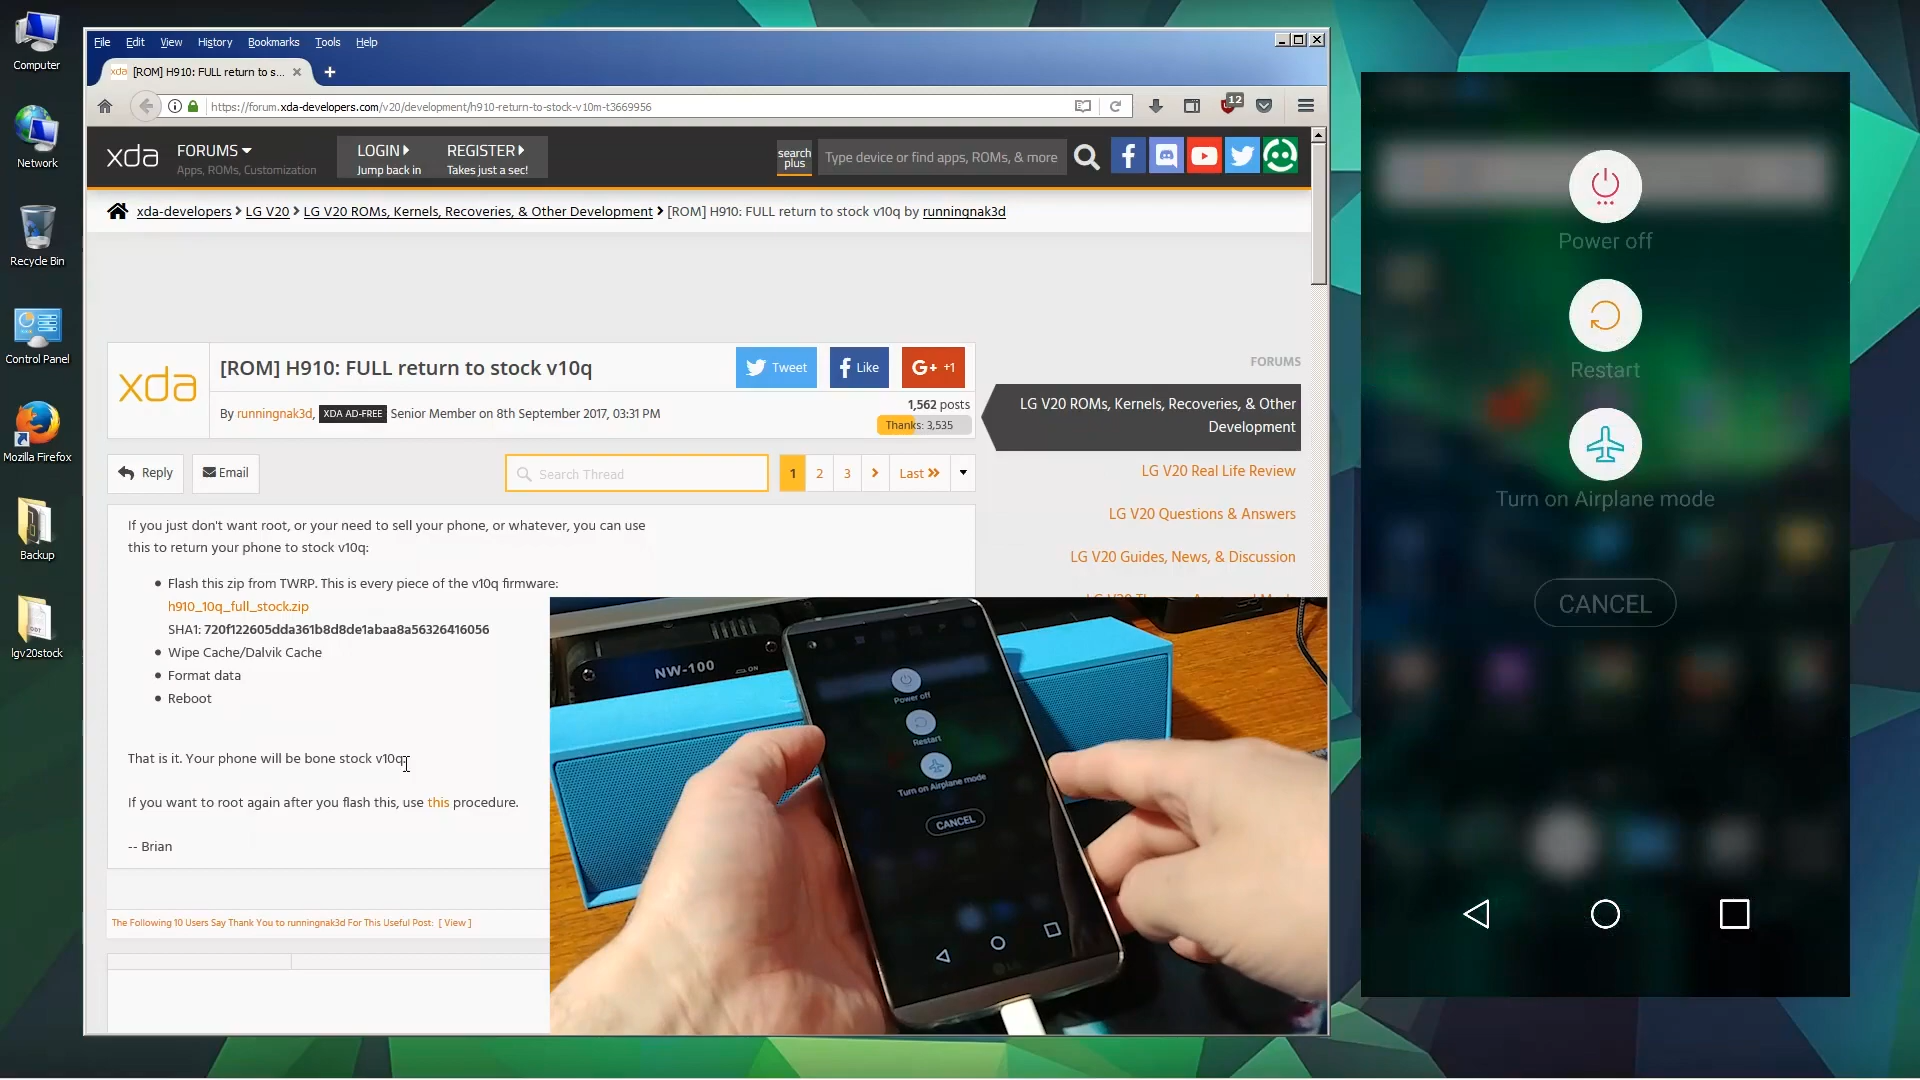 Computer
Network
Recycle Bin
Control Panel
Mozilla Firefox
Backup
lgv20stock
File Edit View History Bookmarks Tools Help
xda [ROM] H910: FULL return to s...
https://forum.xda-developers.com/v20/development/h910-return-to-stock-v10m-t3669956
12
xda FORUMS LOGIN REGISTER
Apps, ROMs, Customization Jump back in Takes just a sec!
search plus
Type device or find apps, ROMs, & more
xda-developers LG V20 LG V20 ROMs, Kernels, Recoveries, & Other Development [ROM] H910: FULL return to stock v10q by runningnak3d
xda
[ROM] H910: FULL return to stock v10q
Tweet Like G+ +1
By runningnak3d, XDA AD-FREE Senior Member on 8th September 2017, 03:31 PM
1,562 posts
Thanks: 3,535
Reply Email Search Thread 1 2 3 Last
If you just don't want root, or your need to sell your phone, or whatever, you can use
this to return your phone to stock v10q:
Flash this zip from TWRP. This is every piece of the v10q firmware:
h910_10q_full_stock.zip
SHA1: 720f122605dda361b8d8de1abaa8a56326416056
Wipe Cache/Dalvik Cache
Format data
Reboot
That is it. Your phone will be bone stock v10q.
If you want to root again after you flash this, use this procedure.
-- Brian
The Following 10 Users Say Thank You to runningnak3d For This Useful Post: [ View ]
FORUMS
LG V20 ROMs, Kernels, Recoveries, & Other
Development
LG V20 Real Life Review
LG V20 Questions & Answers
LG V20 Guides, News, & Discussion
NW-100
ON
Power off
Restart
Turn on Airplane mode
CANCEL
LG
Power off
Restart
Turn on Airplane mode
CANCEL